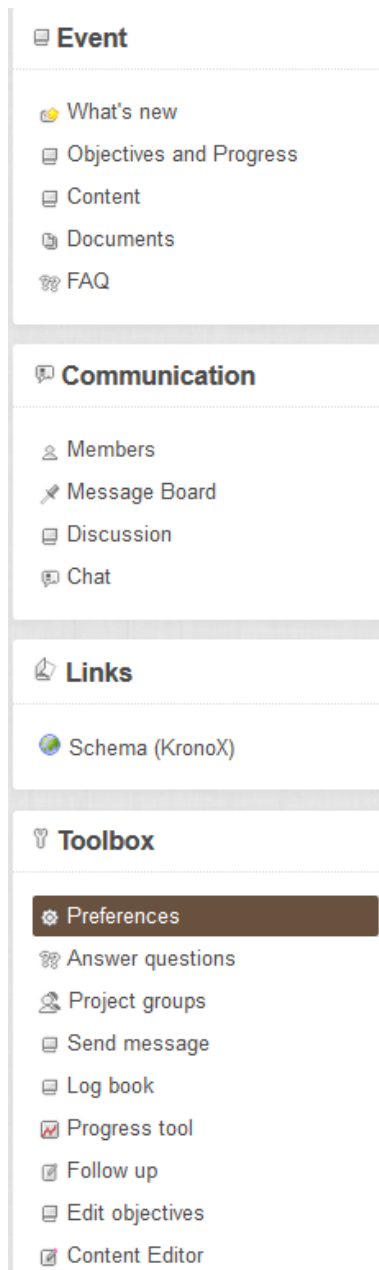 Event
What's new
Objectives and Progress
Content
Documents
FAQ
Communication
Members
Message Board
Discussion
Chat
Links
Schema (KronoX)
Toolbox
Preferences
Answer questions
Project groups
Send message
Log book
Progress tool
Follow up
Edit objectives
Content Editor